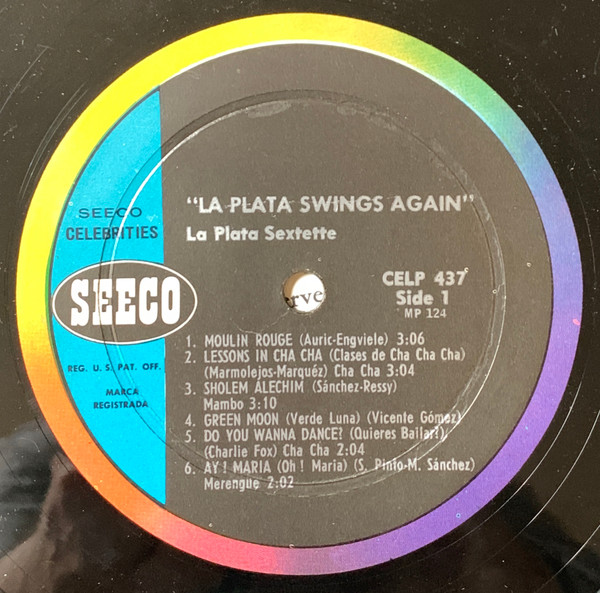 "LA PLATA SWINGS AGAIN"
La Plata Sextette
SEECO
CELEBRITIES
SEECO
REG. U. S. PAT. OFF.
MARCA
REGISTRADA
CELP 437
Side 1
MP 124
erve
1. MOULIN ROUGE (Auric-Engviele) 3:06
2. LESSONS IN CHA CHA (Clases de Cha Cha Cha)
(Marmolejos-Marquéz) Cha Cha 3:04
3. SHOLEM ALECHIM (Sánchez-Ressy)
Mambo 3:10
4. GREEN MOON (Verde Luna) (Vicente Gómez)
5. DO YOU WANNA DANCE? (Quieres Bailar?)
(Charlie Fox) Cha Cha 2:04
6. AY! MARIA (Oh! Maria) (S. Pinto-M. Sánchez)
Merengue 2:02